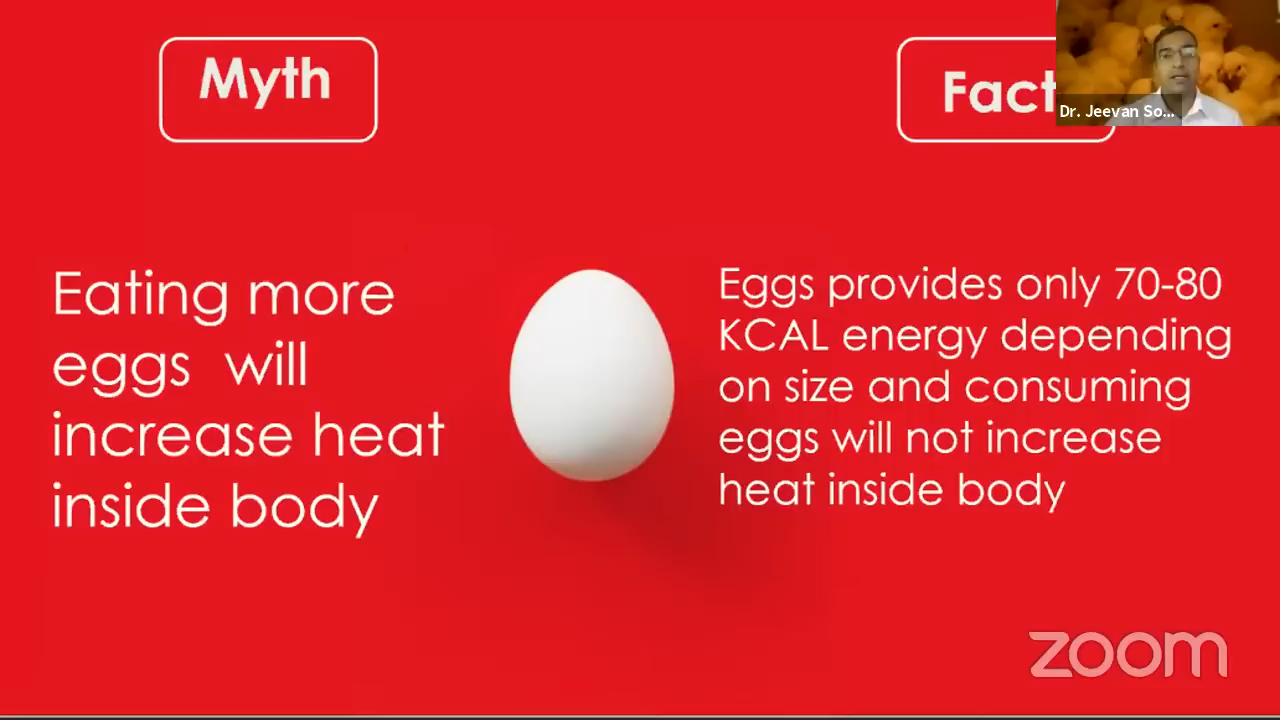 Myth
Fact
Dr. Jeevan So...
Eating more
eggs will
increase heat
inside body
Eggs provides only 70-80
KCAL energy depending
on size and consuming
eggs will not increase
heat inside body
zoom